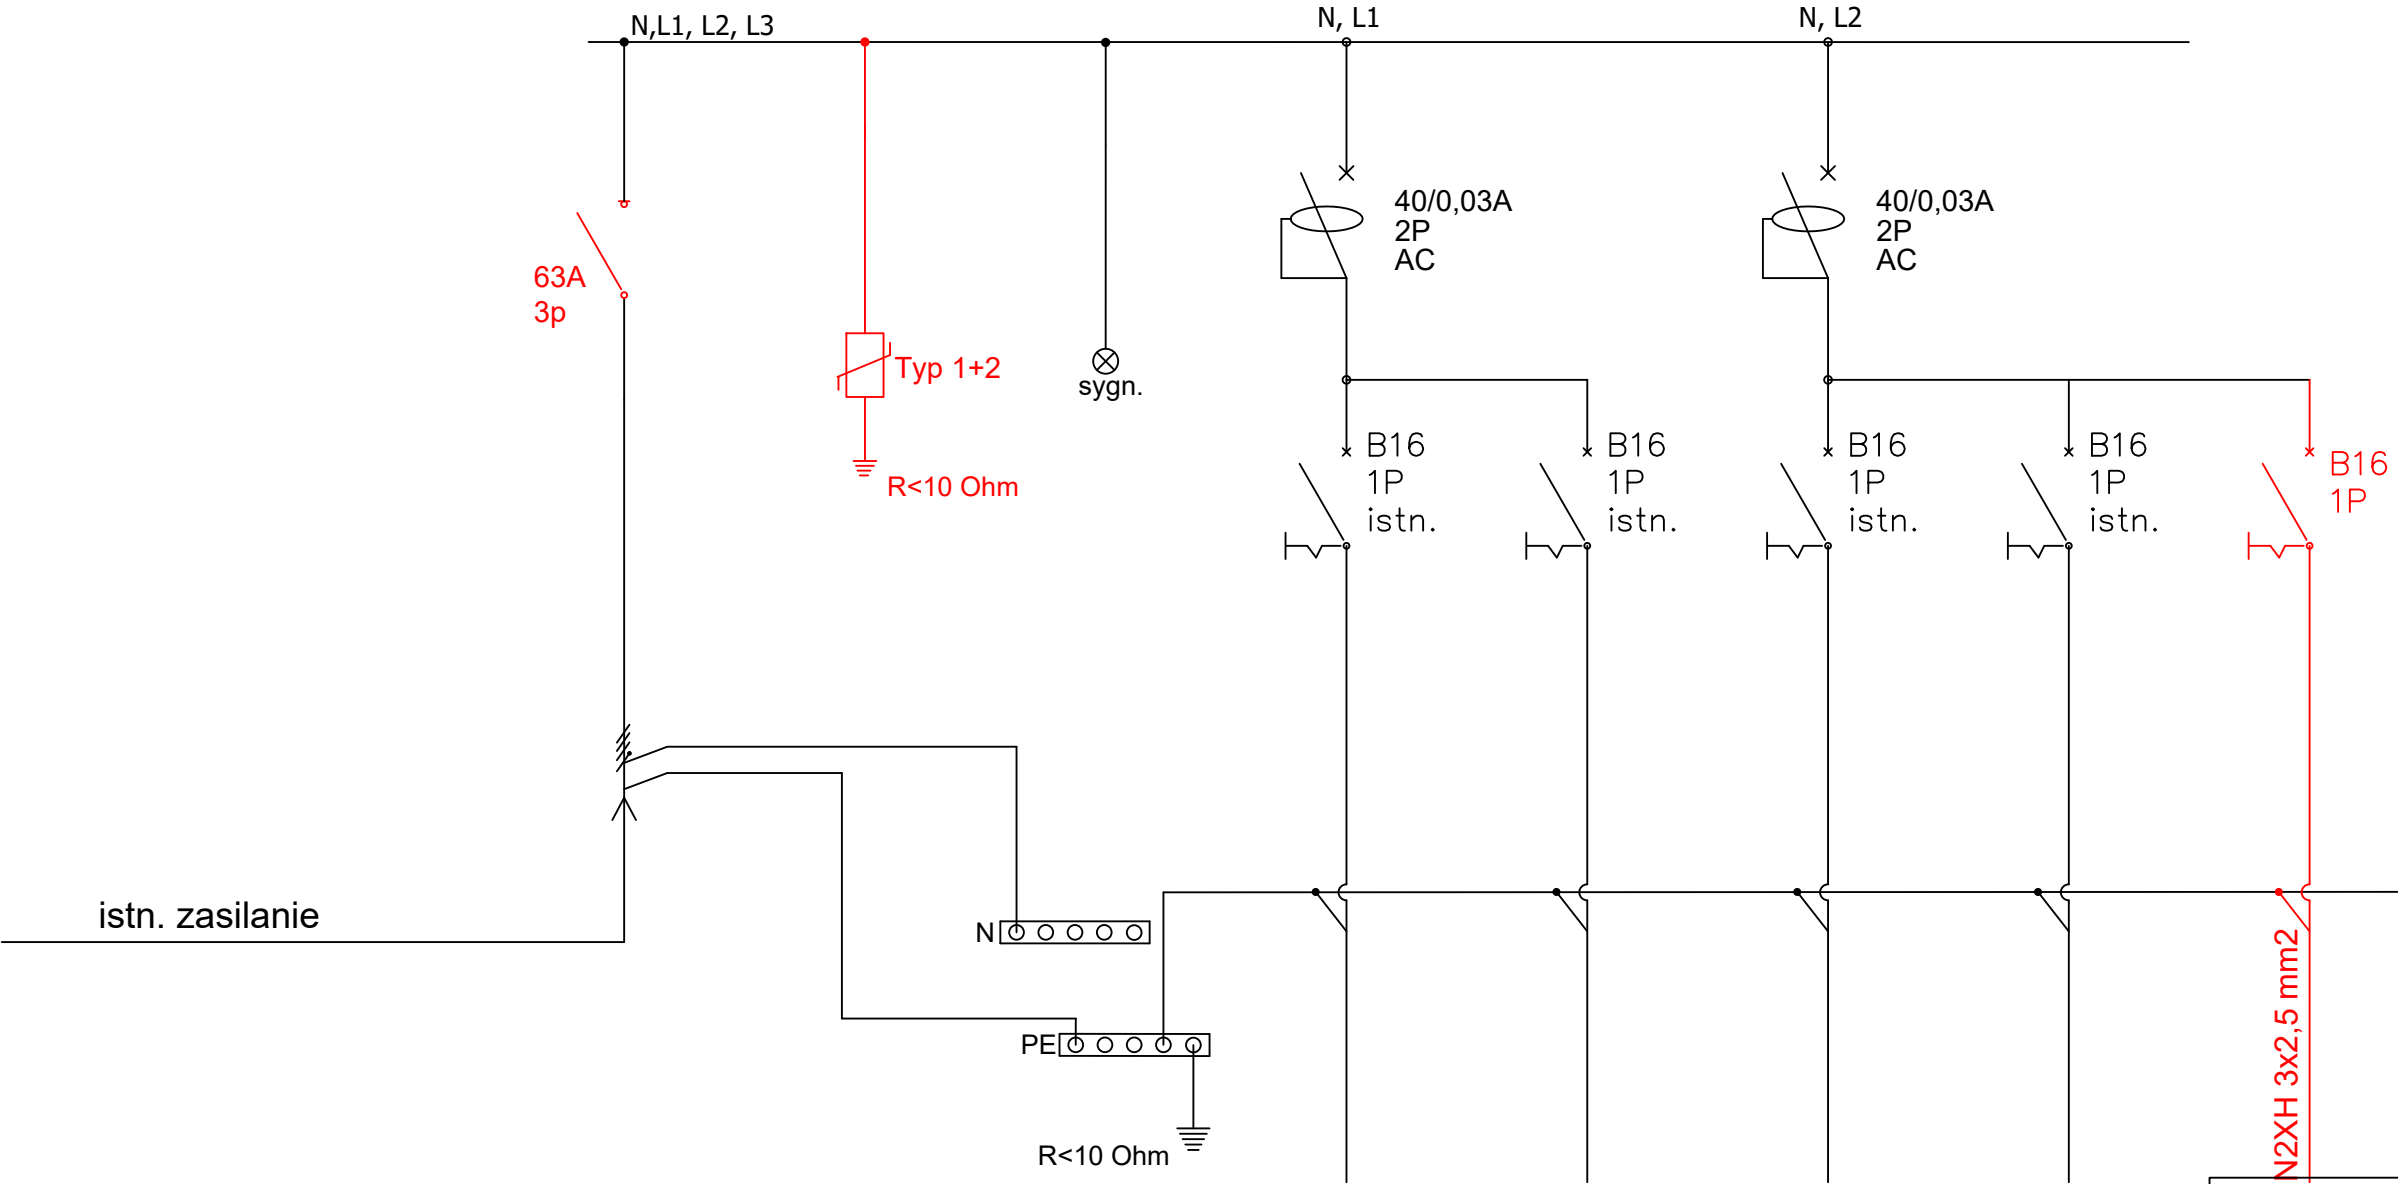 N,L1, L2, L3
N, L1
N, L2
63A
3p
Typ 1+2
R<10 Ohm
sygn.
40/0,03A
2P
AC
40/0,03A
2P
AC
B16
1P
istn.
B16
1P
istn.
B16
1P
istn.
B16
1P
istn.
B16
1P
istn. zasilanie
N
PE
R<10 Ohm
N2XH 3x2,5 mm2